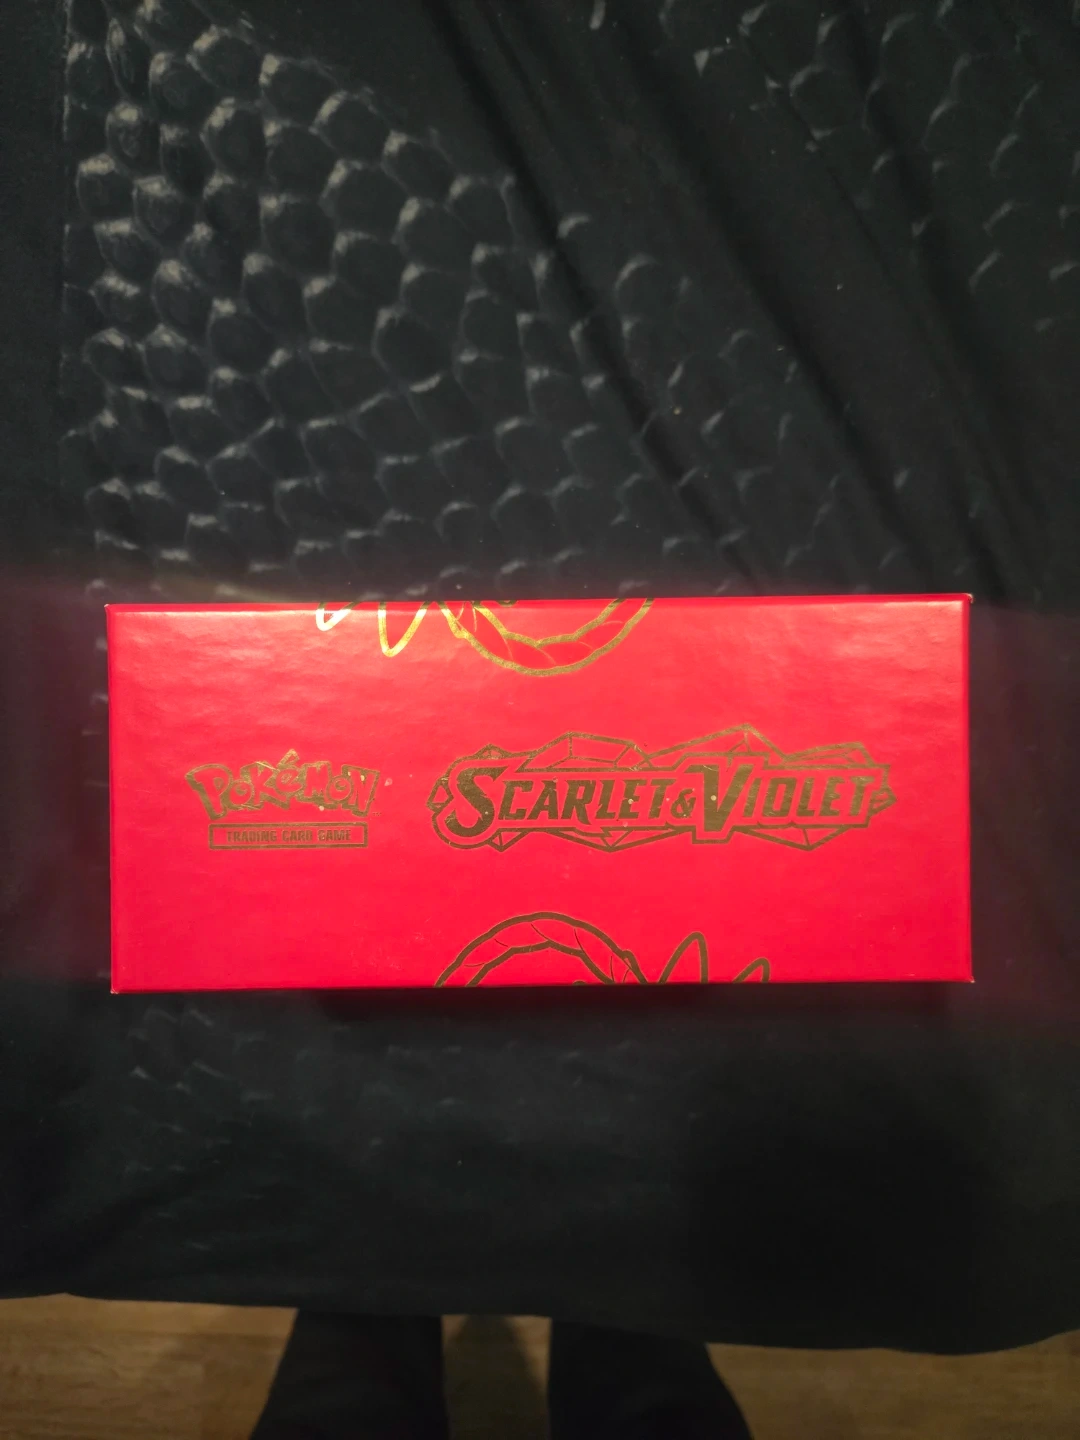 POKéMON
TRADING CARD GAME
SCARLET & VIOLET